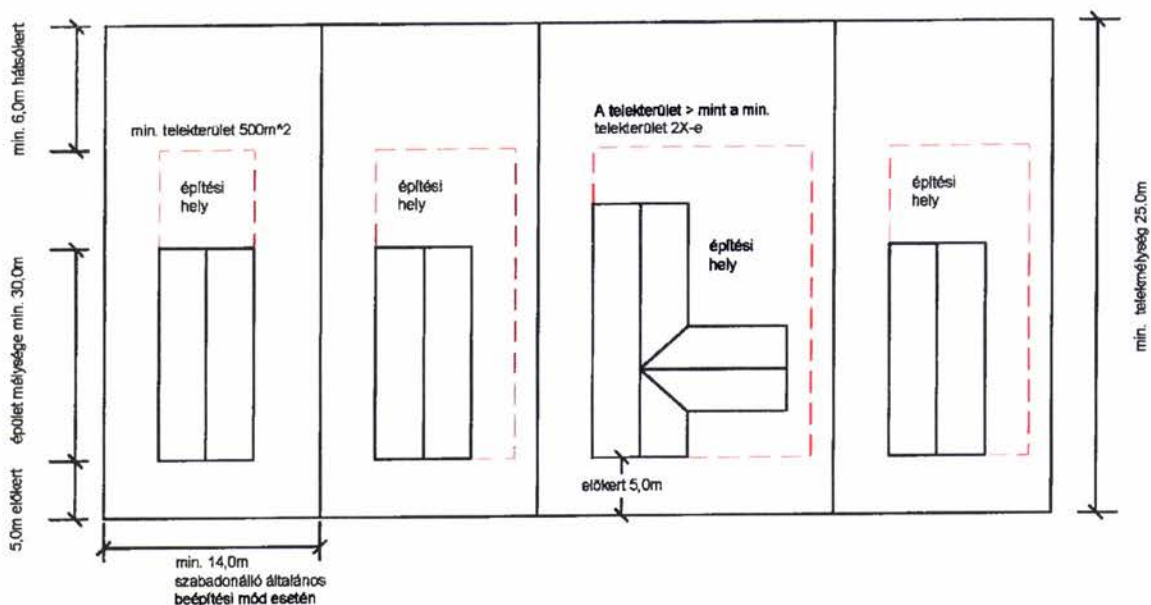 min. 6,0m hátsókert
min. telekterület 500m^2
A telekterület > mint a min.
telekterület 2X-e
építési
hely
építési
hely
építési
hely
építési
hely
épület mélysége min. 30,0m
min. telekmélység 25,0m
5,0m előkert
előkert 5,0m
min. 14,0m
szabadonálló általános
beépítési mód esetén